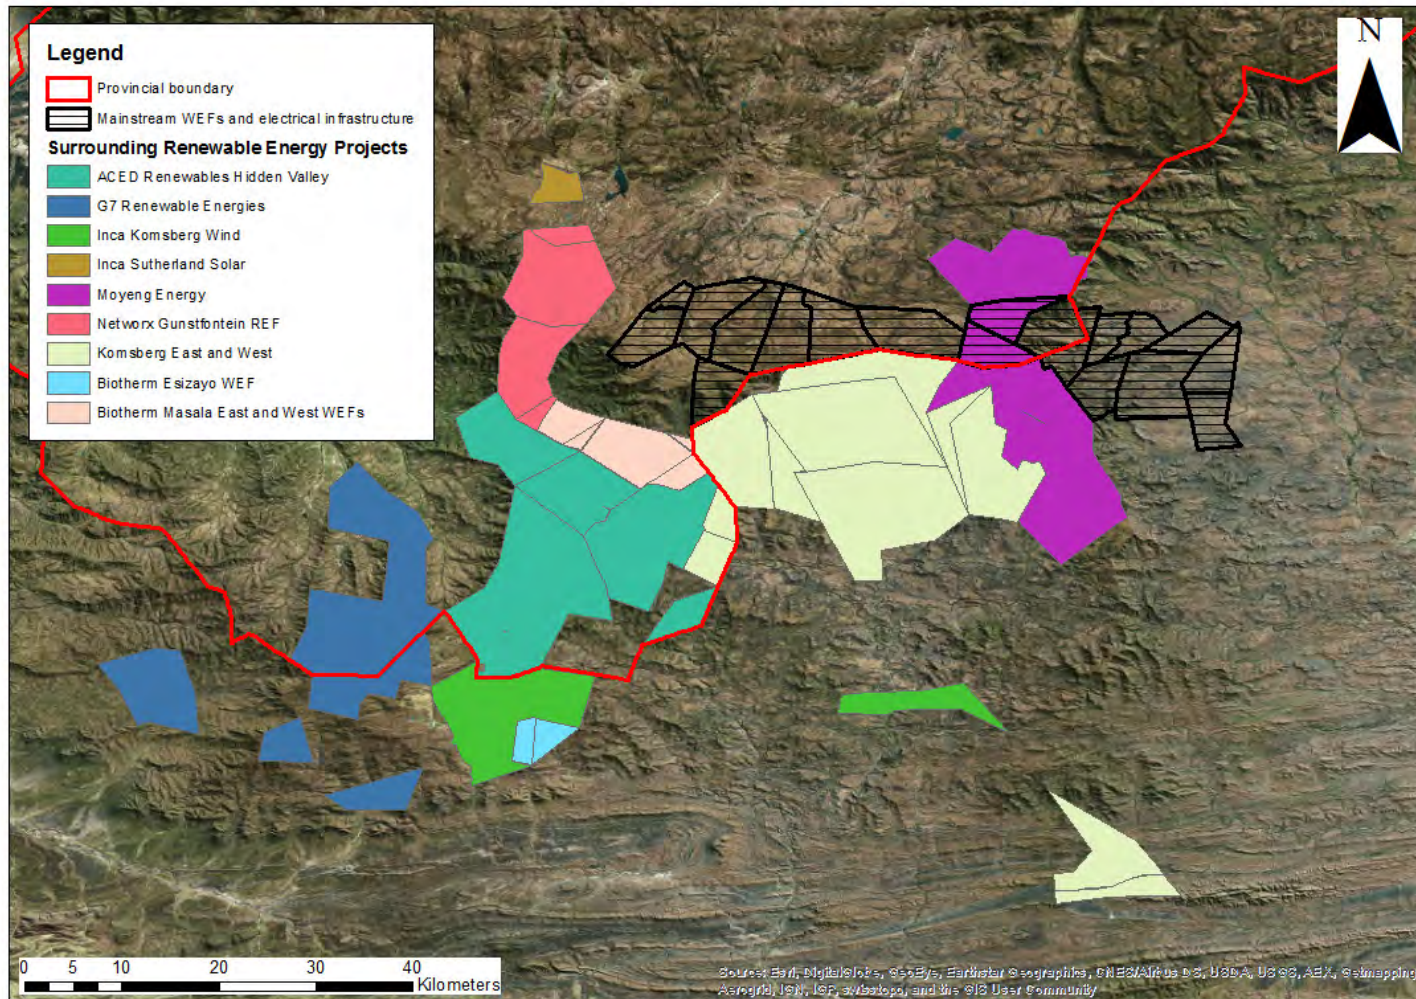 N
Legend
Provincial boundary
Mainstream WEFs and electrical infrastructure
Surrounding Renewable Energy Projects
ACED Renewables Hidden Valley
G7 Renewable Energies
Inca Komsberg Wind
Inca Sutherland Solar
Moyeng Energy
Networx Gunstfontein REF
Komsberg East and West
Biotherm Esizayo WEF
Biotherm Masala East and West WEFs
0 5 10 20 30 40
Kilometers
Source: Esri, DigitalGlobe, GeoEye, Earthstar Geographics, CNES/Airbus DS, USDA, USGS, AEX, Getmapping
Aerogrid, IGN, IGP, swisstopo, and the GIS User Community